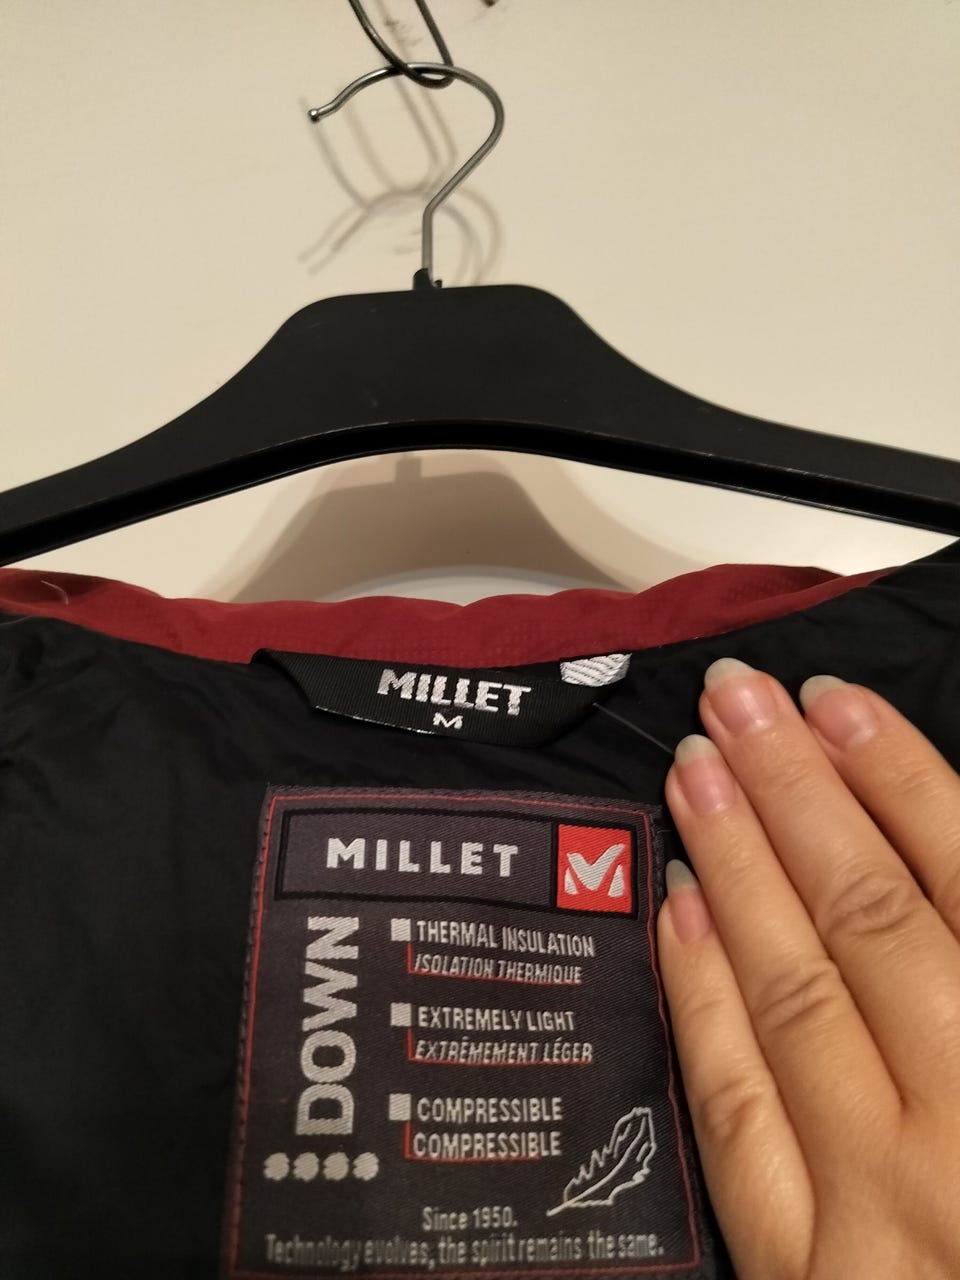 MILLET
M
MILLET
DOWN
THERMAL INSULATION
ISOLATION THERMIQUE
EXTREMELY LIGHT
EXTRÊMEMENT LÉGER
COMPRESSIBLE
COMPRESSIBLE
Since 1950.
Technology evolves, the spirit remains the same.